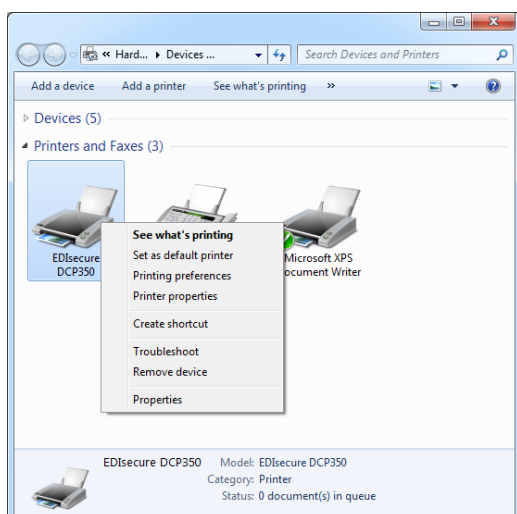 « Hard... ▸ Devices ...
Search Devices and Printers
Add a device Add a printer See what's printing »
Devices (5)
Printers and Faxes (3)
EDIsecure
DCP350
Microsoft XPS
ocument Writer
See what's printing
Set as default printer
Printing preferences
Printer properties
Create shortcut
Troubleshoot
Remove device
Properties
EDIsecure DCP350 Model: EDIsecure DCP350
Category: Printer
Status: 0 document(s) in queue